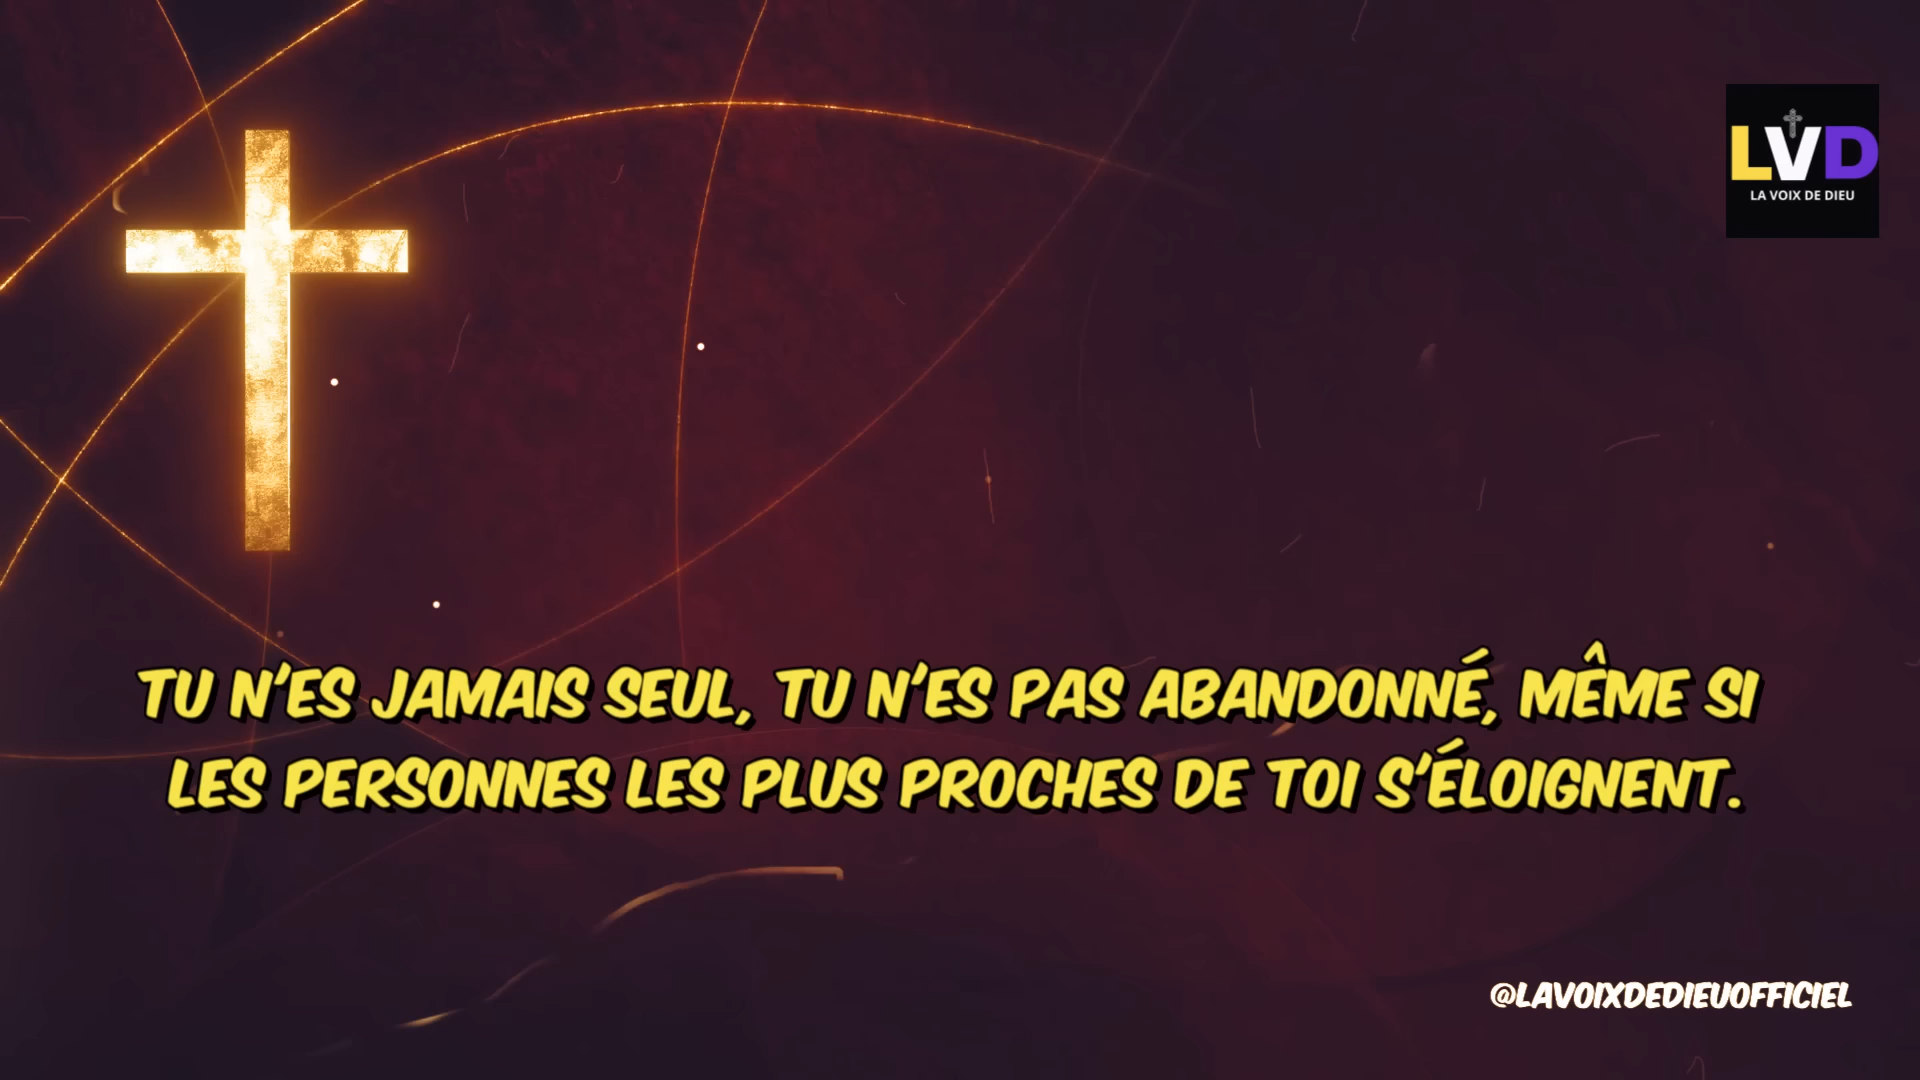 LVD
LA VOIX DE DIEU
TU N'ES JAMAIS SEUL, TU N'ES PAS ABANDONNÉ, MÊME SI
LES PERSONNES LES PLUS PROCHES DE TOI S'ÉLOIGNENT.
@LAVOIXDEDIEUOFFICIEL